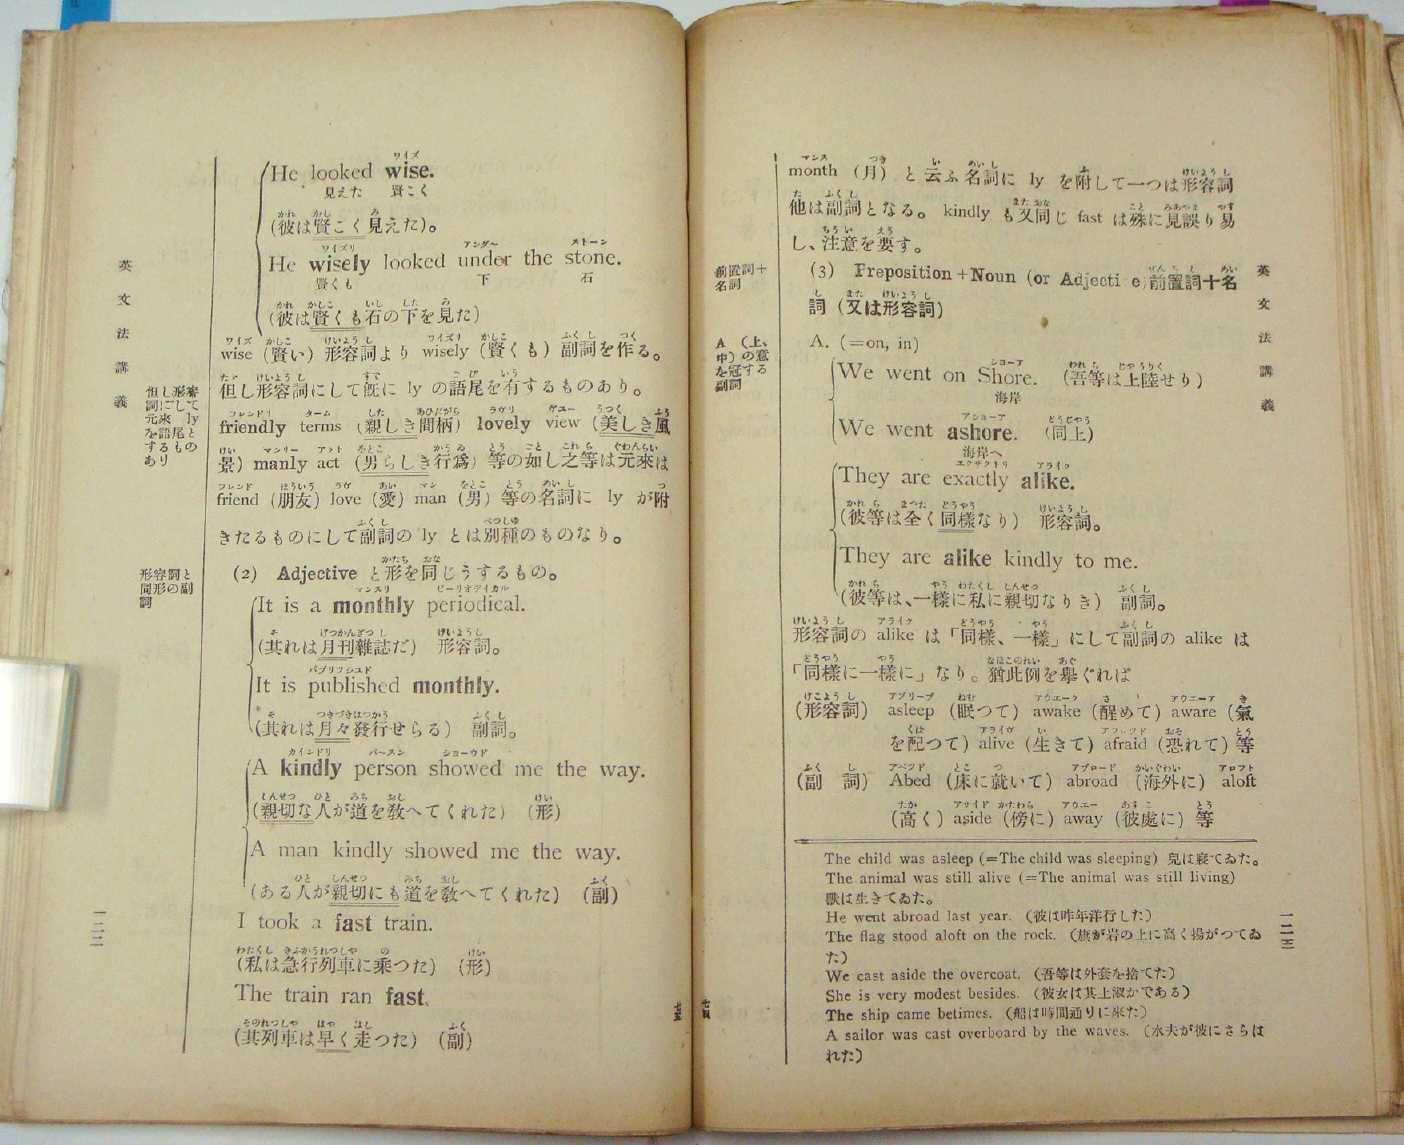 英文法講義
He looked wise.
見えた 賢こく
(彼は賢こく見えた)。
He wisely looked under the stone.
賢くも 下 石
(彼は賢くも石の下を見た)
wise (賢い) 形容詞より wisely (賢くも) 副詞を作る。
但し形容詞にして既に ly の語尾を有するものあり。
friendly terms (親しき間柄) lovely view (美しき風
景) manly act (男らしき行爲) 等の如し之等は元來は
friend (朋友) love (愛) man (男) 等の名詞に ly が附
きたるものにして副詞の ly とは別種のものなり。
但し形容
詞にして
元來 ly
を語尾と
するもの
あり
(2) Adjective と形を同じうするもの。
形容詞と
同形の副
詞
It is a monthly periodical.
(其れは月刊雜誌だ) 形容詞。
It is published monthly.
(其れは月々發行せらる) 副詞。
A kindly person showed me the way.
(親切な人が道を敎へてくれた) (形)
A man kindly showed me the way.
(ある人が親切にも道を敎へてくれた) (副)
I took a fast train.
(私は急行列車に乘つた) (形)
The train ran fast.
(其列車は早く走つた) (副)
一二二
month (月) と云ふ名詞に ly を附して一つは形容詞
他は副詞となる。 kindly も又同じ fast は殊に見誤り易
し、注意を要す。
(3) Preposition + Noun (or Adjective) 前置詞十名
詞 (又は形容詞)
前置詞+
名詞
A. (=on, in)
A (上、
中) の意
を冠する
副詞
We went on Shore. (吾等は上陸せり)
海岸
We went ashore. (同上)
海岸へ
They are exactly alike.
(彼等は全く同樣なり) 形容詞。
They are alike kindly to me.
(彼等は、一樣に私に親切なりき) 副詞。
形容詞の alike は「同樣、一樣」にして副詞の alike は
「同樣に一樣に」なり。猶此例を擧ぐれば
(形容詞) asleep (眠つて) awake (醒めて) aware (氣
を配つて) alive (生きて) afraid (恐れて) 等
(副 詞) Abed (床に就いて) abroad (海外に) aloft
(高く) aside (傍に) away (彼處に) 等
The child was asleep (=The child was sleeping) 兒は寢てゐた。
The animal was still alive (=The animal was still living)
獸は生きてゐた。
He went abroad last year. (彼は昨年洋行した)
The flag stood aloft on the rock. (旗が岩の上に高く揚がつてゐ
た)
We cast aside the overcoat. (吾等は外套を捨てた)
She is very modest besides. (彼女は其上淑かである)
The ship came betimes. (船は時間通りに來た)
A sailor was cast overboard by the waves. (水夫が彼にさらは
れた)
英文法講義
一二三